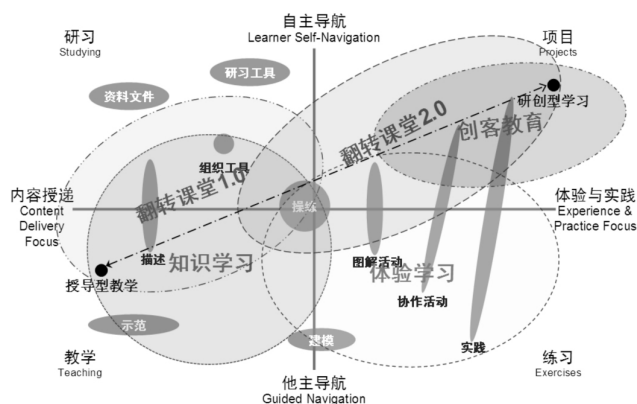 自主导航
Learner Self-Navigation
研习
Studying
项目
Projects
研习工具
资料文件
研创型学习
翻转课堂2.0
创客教育
组织工具
翻转课堂1.0
内容授递
Content
Delivery
Focus
操练
体验与实践
Experience &
Practice Focus
描述
知识学习
图解活动
体验学习
授导型教学
协作活动
示范
建模
实践
教学
Teaching
练习
Exercises
他主导航
Guided Navigation